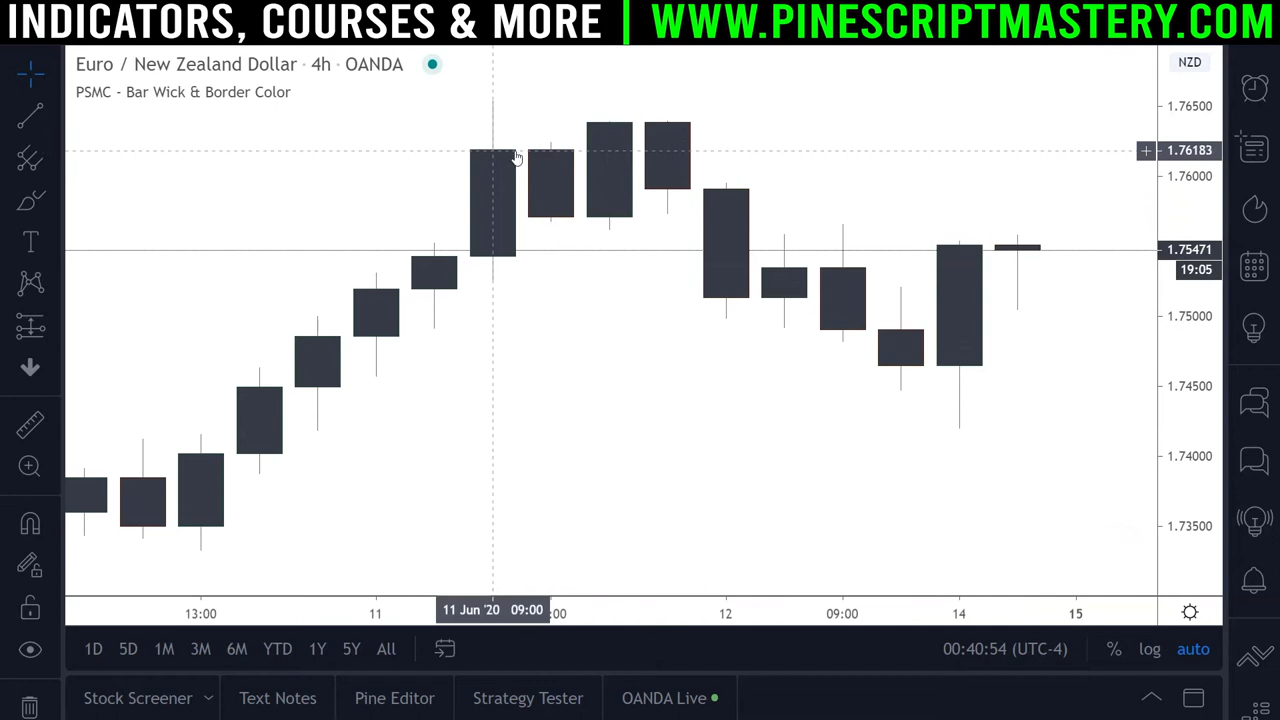 INDICATORS, COURSES & MORE | WWW.PINESCRIPTMASTERY.COM
Euro / New Zealand Dollar · 4h · OANDA
NZD
PSMC - Bar Wick & Border Color
1.76500
1.76183
1.76000
1.75471
19:05
1.75000
1.74500
1.74000
1.73500
13:00
11
11 Jun '20 09:00
:00
12
09:00
14
15
1D 5D 1M 3M 6M YTD 1Y 5Y All
00:40:54 (UTC-4)
% log auto
Stock Screener
Text Notes
Pine Editor
Strategy Tester
OANDA Live